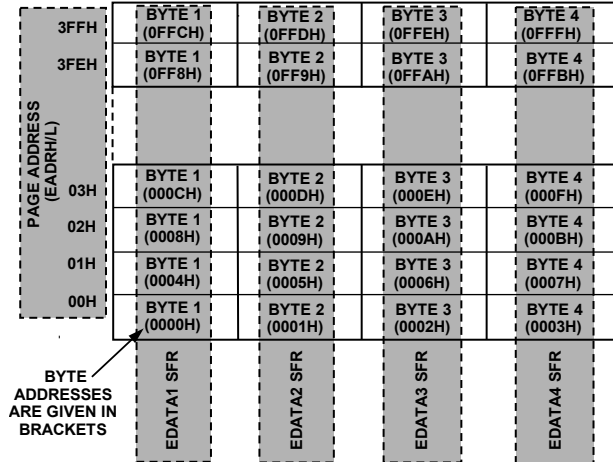 PAGE ADDRESS
(EADRH/L)
3FFH
BYTE 1
(0FFCH)
BYTE 2
(0FFDH)
BYTE 3
(0FFEH)
BYTE 4
(0FFFH)
3FEH
BYTE 1
(0FF8H)
BYTE 2
(0FF9H)
BYTE 3
(0FFAH)
BYTE 4
(0FFBH)
03H
BYTE 1
(000CH)
BYTE 2
(000DH)
BYTE 3
(000EH)
BYTE 4
(000FH)
02H
BYTE 1
(0008H)
BYTE 2
(0009H)
BYTE 3
(000AH)
BYTE 4
(000BH)
01H
BYTE 1
(0004H)
BYTE 2
(0005H)
BYTE 3
(0006H)
BYTE 4
(0007H)
00H
BYTE 1
(0000H)
BYTE 2
(0001H)
BYTE 3
(0002H)
BYTE 4
(0003H)
BYTE
ADDRESSES
ARE GIVEN IN
BRACKETS
EDATA1 SFR
EDATA2 SFR
EDATA3 SFR
EDATA4 SFR